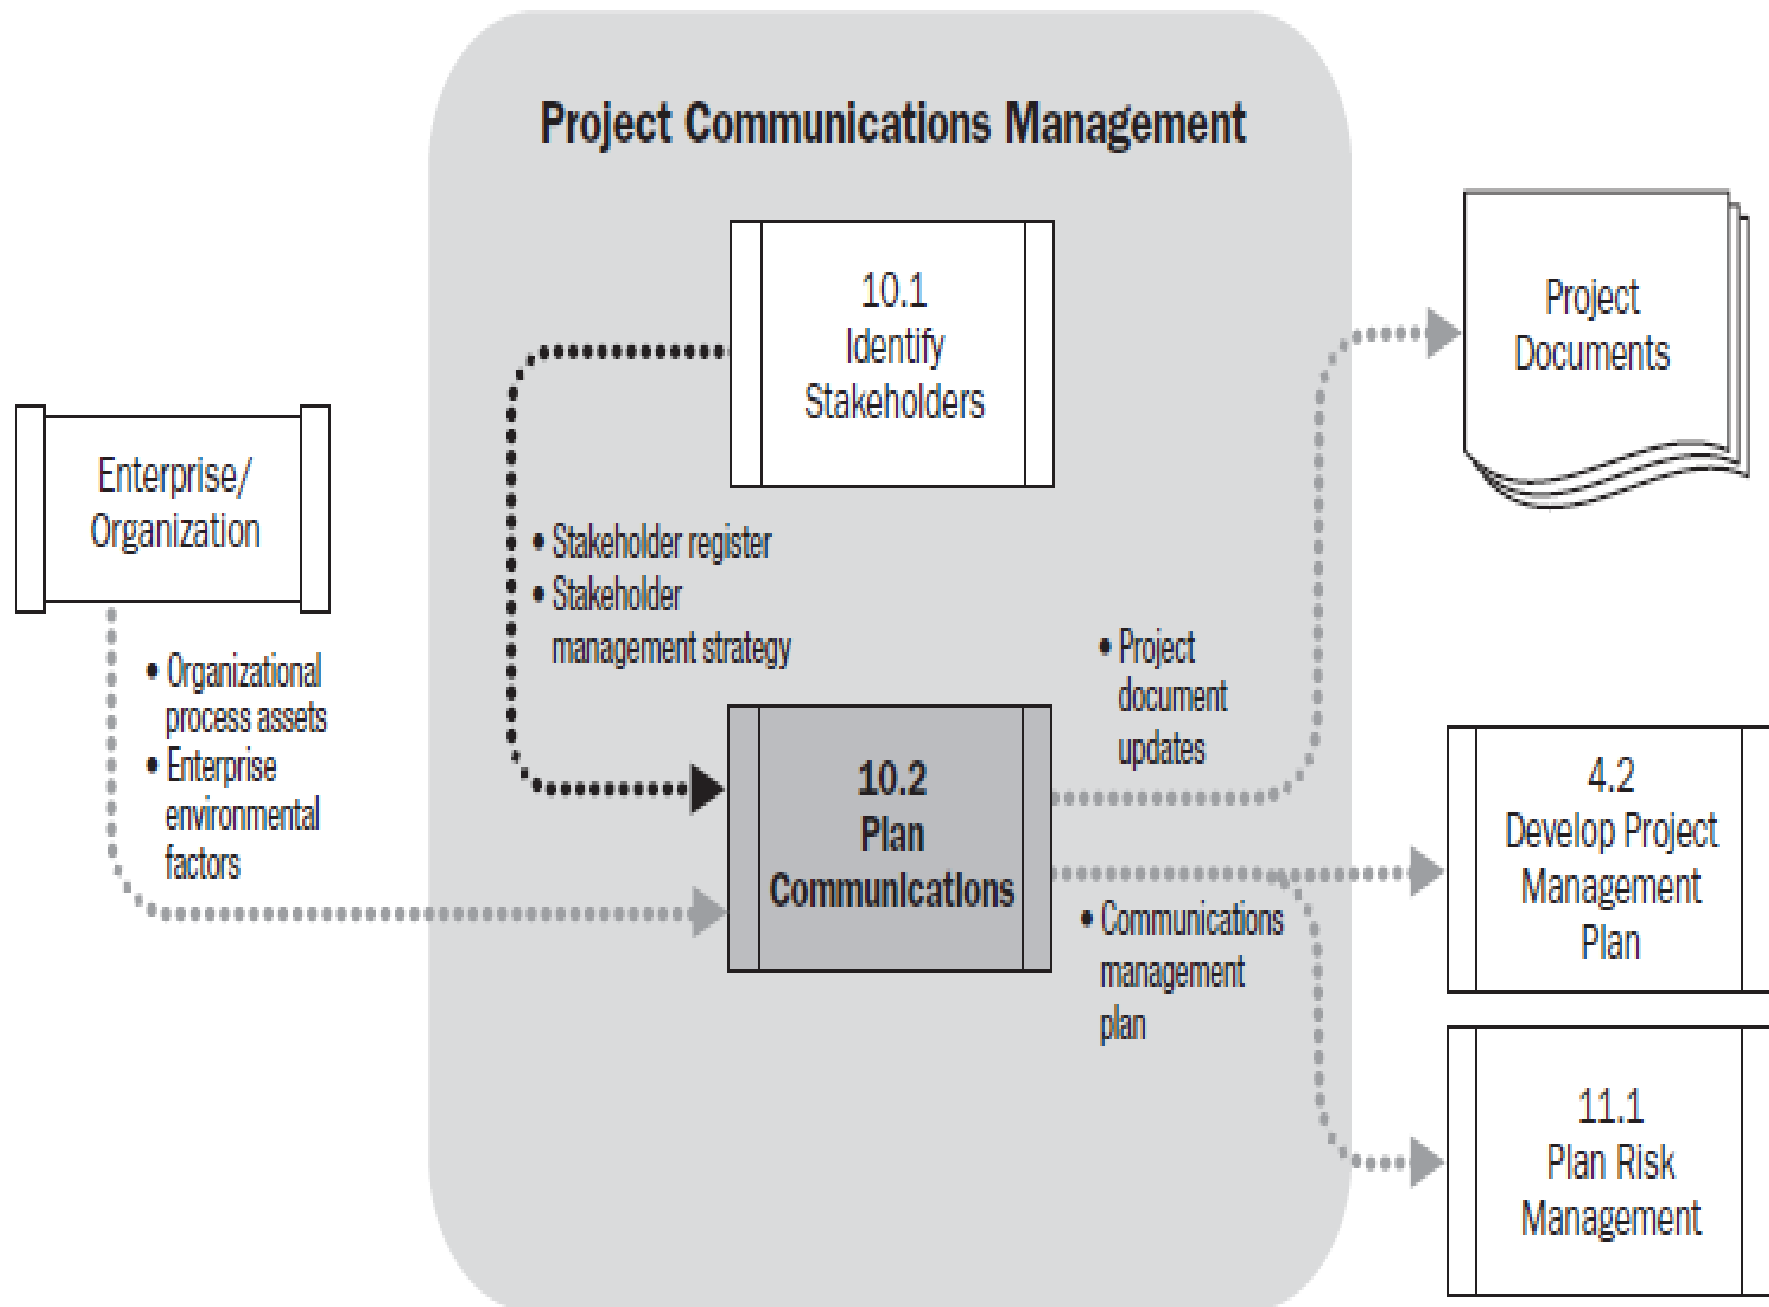 Project Communications Management
10.1
Identify
Stakeholders
Project
Documents
Enterprise/
Organization
• Stakeholder register
• Stakeholder
management strategy
• Organizational
process assets
• Enterprise
environmental
factors
• Project
document
updates
10.2
Plan
Communications
4.2
Develop Project
Management
Plan
• Communications
management
plan
11.1
Plan Risk
Management